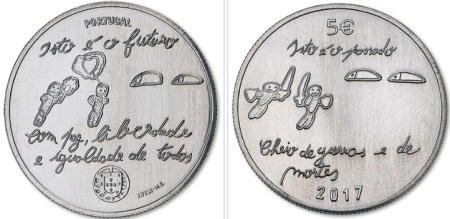 PORTUGAL
Isto é o futuro
Com paz, liberdade
e igualdade de todos
5€
Isto é o passado
Cheio de guerras e de
mortes
2017